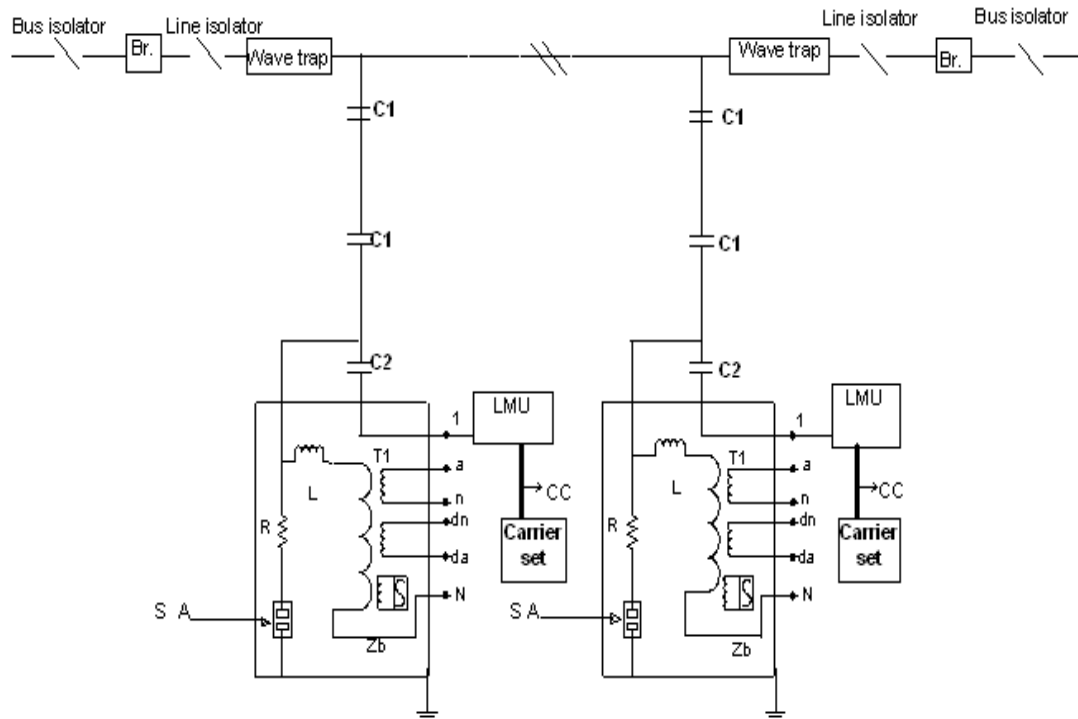 Bus isolator
Br.
Line isolator
Wave trap
Wave trap
Line isolator
Br.
Bus isolator
C1
C1
C1
C1
C2
C2
1
LMU
T1
a
L
n
CC
R
dn
da
Carrier
set
S A
N
Zb
1
LMU
T1
a
L
n
CC
R
dn
da
Carrier
set
S A
N
Zb